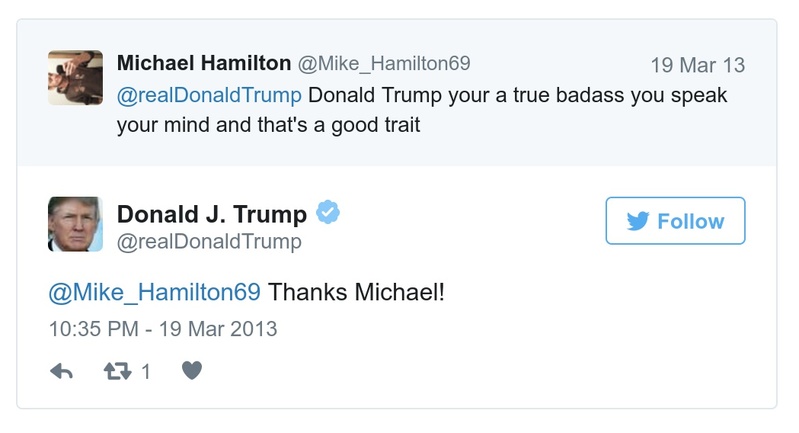 Michael Hamilton @Mike_Hamilton69 19 Mar 13
@realDonaldTrump Donald Trump your a true badass you speak
your mind and that's a good trait
Donald J. Trump
@realDonaldTrump
Follow
@Mike_Hamilton69 Thanks Michael!
10:35 PM - 19 Mar 2013
1